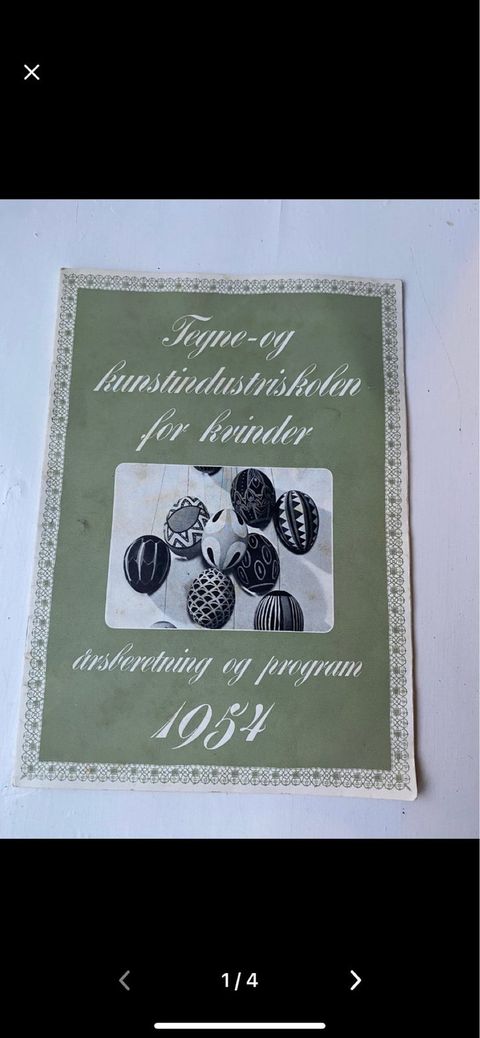 Tegne-og
kunstindustriskolen
for kvinder
årsberetning og program
1954
1/4